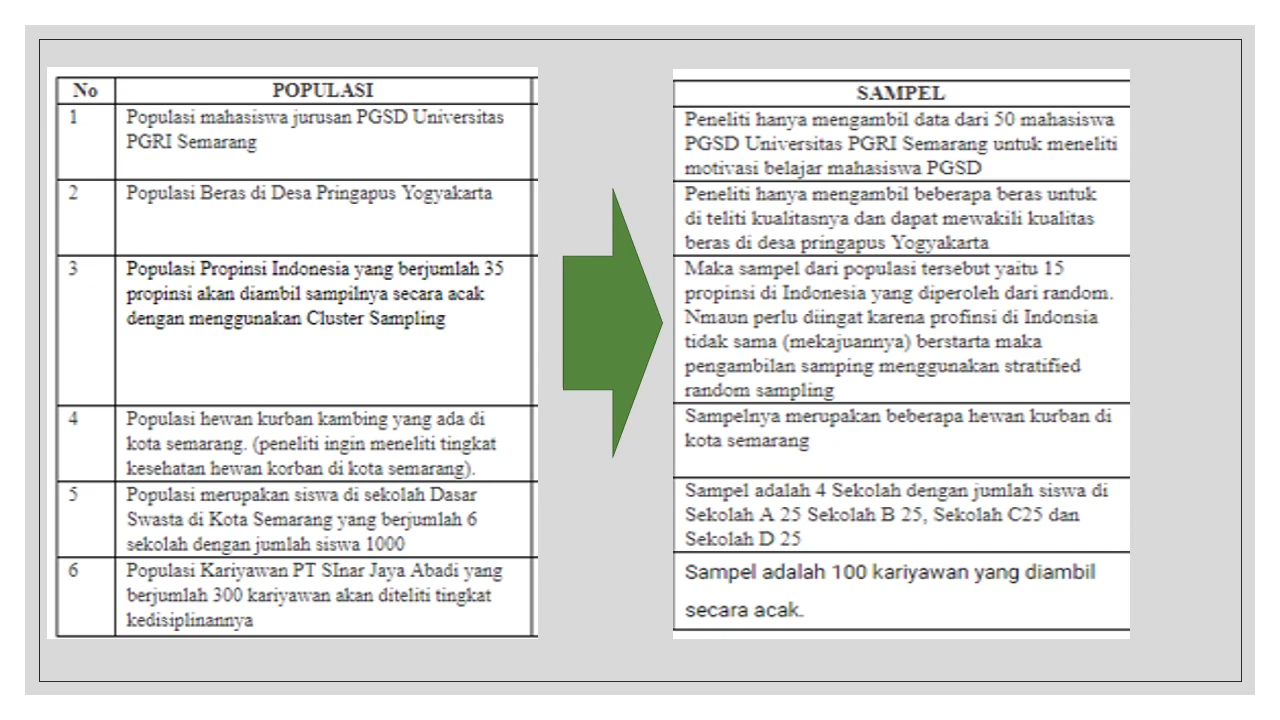 No POPULASI
1 Populasi mahasiswa jurusan PGSD Universitas
PGRI Semarang
2 Populasi Beras di Desa Pringapus Yogyakarta
3 Populasi Propinsi Indonesia yang berjumlah 35
propinsi akan diambil sampilnya secara acak
dengan menggunakan Cluster Sampling
4 Populasi hewan kurban kambing yang ada di
kota semarang. (peneliti ingin meneliti tingkat
kesehatan hewan korban di kota semarang).
5 Populasi merupakan siswa di sekolah Dasar
Swasta di Kota Semarang yang berjumlah 6
sekolah dengan jumlah siswa 1000
6 Populasi Kariyawan PT SInar Jaya Abadi yang
berjumlah 300 kariyawan akan diteliti tingkat
kedisiplinannya
SAMPEL
Peneliti hanya mengambil data dari 50 mahasiswa
PGSD Universitas PGRI Semarang untuk meneliti
motivasi belajar mahasiswa PGSD
Peneliti hanya mengambil beberapa beras untuk
di teliti kualitasnya dan dapat mewakili kualitas
beras di desa pringapus Yogyakarta
Maka sampel dari populasi tersebut yaitu 15
propinsi di Indonesia yang diperoleh dari random.
Nmaun perlu diingat karena profinsi di Indonsia
tidak sama (mekajuannya) berstarta maka
pengambilan samping menggunakan stratified
random sampling
Sampelnya merupakan beberapa hewan kurban di
kota semarang
Sampel adalah 4 Sekolah dengan jumlah siswa di
Sekolah A 25 Sekolah B 25, Sekolah C25 dan
Sekolah D 25
Sampel adalah 100 kariyawan yang diambil
secara acak.